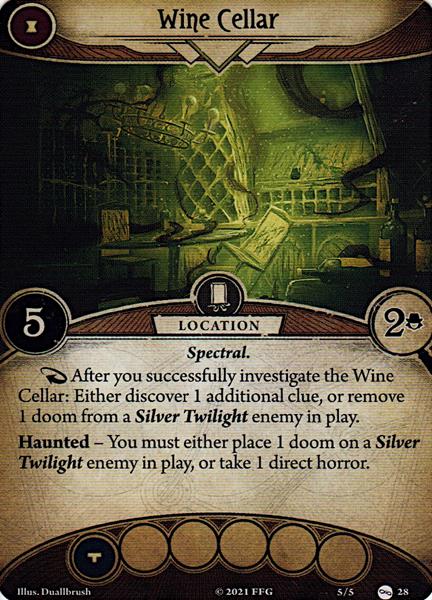 Wine Cellar
5
LOCATION
2
Spectral.
After you successfully investigate the Wine
Cellar: Either discover 1 additional clue, or remove
1 doom from a Silver Twilight enemy in play.
Haunted – You must either place 1 doom on a Silver
Twilight enemy in play, or take 1 direct horror.
Illus. Duallbrush
© 2021 FFG
5/5
28